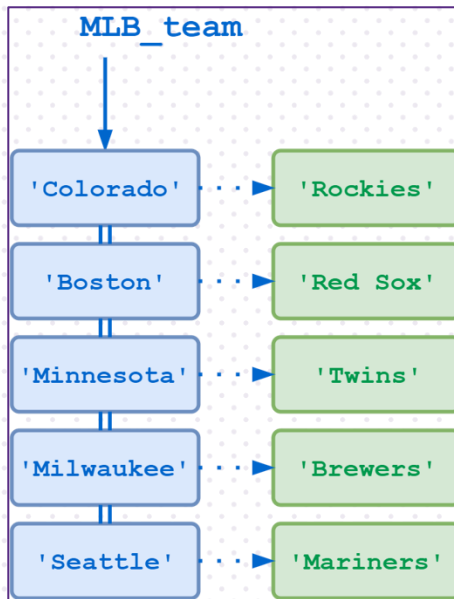 MLB_team
'Colorado' 'Rockies'
'Boston' 'Red Sox'
'Minnesota' 'Twins'
'Milwaukee' 'Brewers'
'Seattle' 'Mariners'